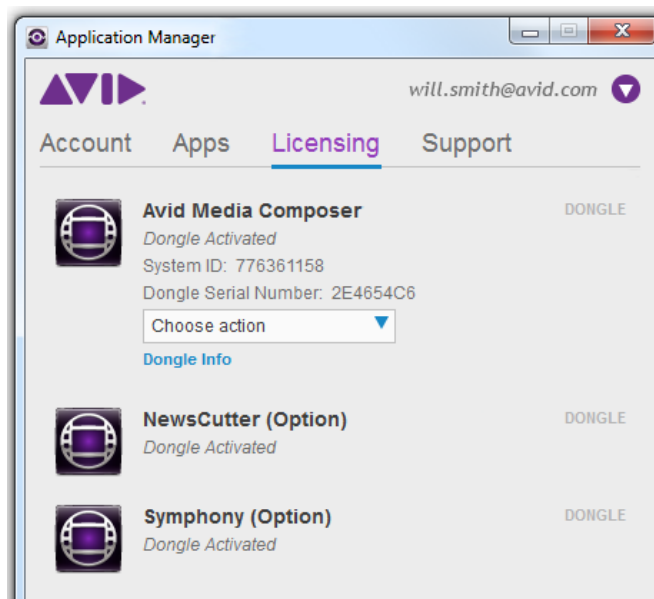 Application Manager
AVID.
will.smith@avid.com
Account Apps Licensing Support
Avid Media Composer DONGLE
Dongle Activated
System ID: 776361158
Dongle Serial Number: 2E4654C6
Choose action
Dongle Info
NewsCutter (Option) DONGLE
Dongle Activated
Symphony (Option) DONGLE
Dongle Activated